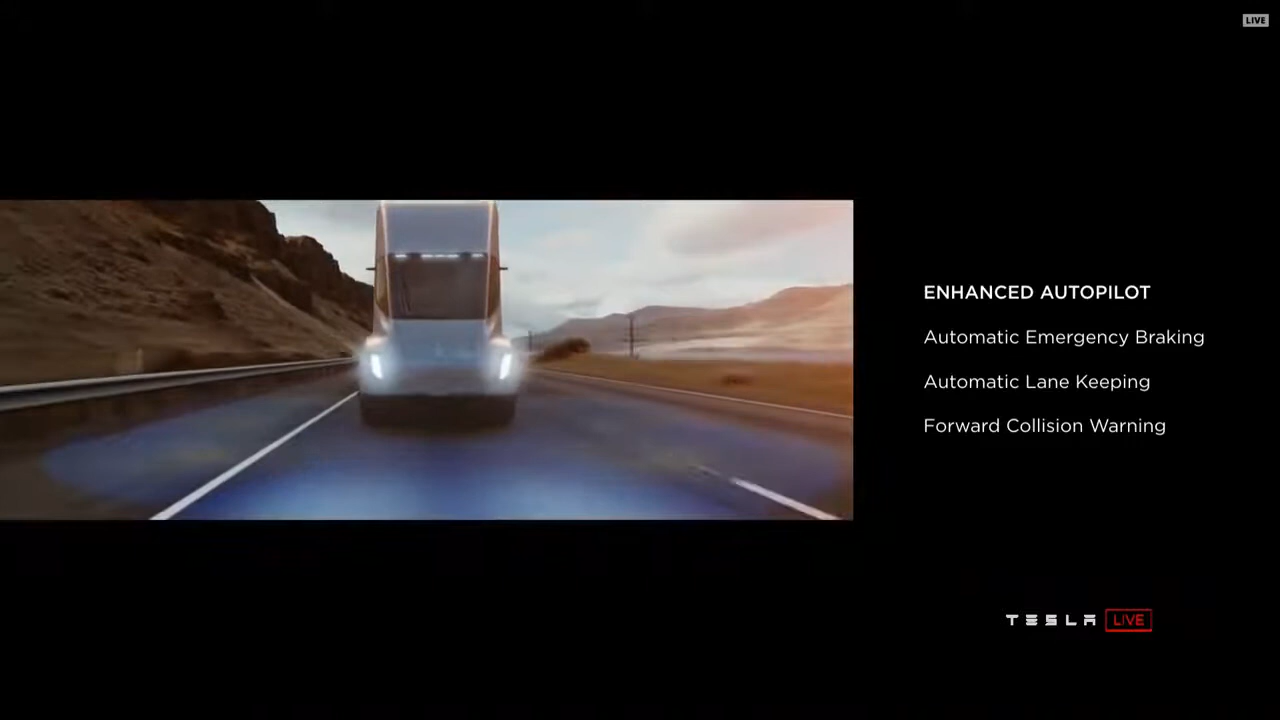 LIVE
ENHANCED AUTOPILOT
Automatic Emergency Braking
Automatic Lane Keeping
Forward Collision Warning
TESLA LIVE